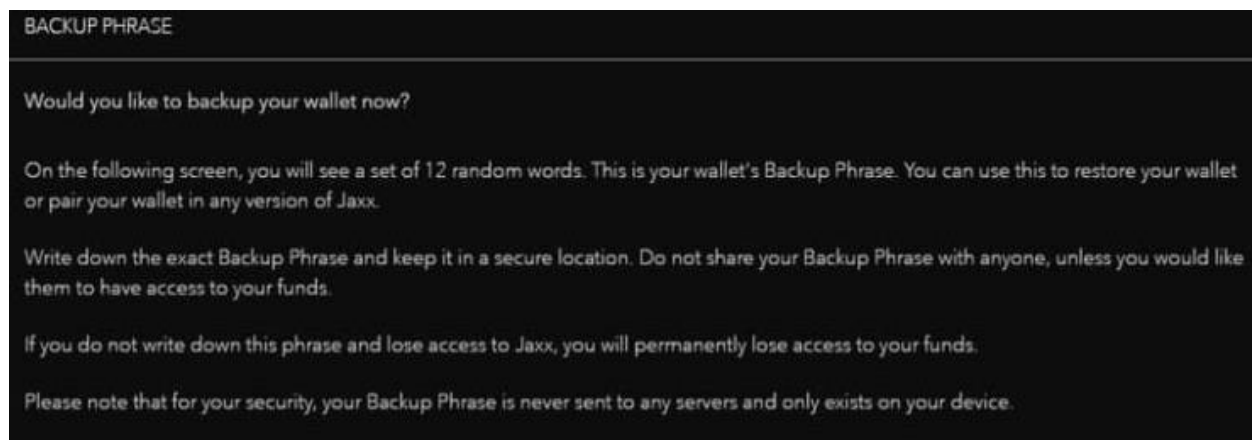 BACKUP PHRASE
Would you like to backup your wallet now?
On the following screen, you will see a set of 12 random words. This is your wallet's Backup Phrase. You can use this to restore your wallet
or pair your wallet in any version of Jaxx.
Write down the exact Backup Phrase and keep it in a secure location. Do not share your Backup Phrase with anyone, unless you would like
them to have access to your funds.
If you do not write down this phrase and lose access to Jaxx, you will permanently lose access to your funds.
Please note that for your security, your Backup Phrase is never sent to any servers and only exists on your device.